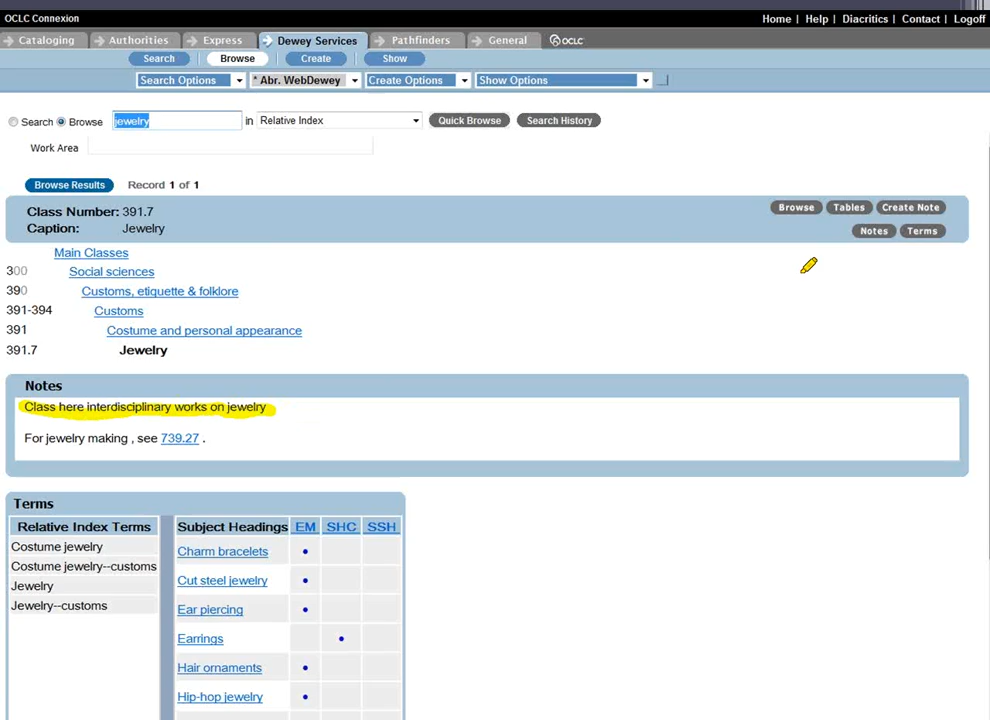 OCLC Connexion
Home | Help | Diacritics | Contact | Logoff
Cataloging Authorities Express Dewey Services Pathfinders General OCLC
Search Browse Create Show
Search Options * Abr. WebDewey Create Options Show Options
Search Browse jewelry in Relative Index Quick Browse Search History
Work Area
Browse Results Record 1 of 1
Class Number: 391.7 Browse Tables Create Note
Caption: Jewelry Notes Terms
Main Classes
300 Social sciences
390 Customs, etiquette & folklore
391-394 Customs
391 Costume and personal appearance
391.7 Jewelry
Notes
Class here interdisciplinary works on jewelry
For jewelry making , see 739.27 .
Terms
Relative Index Terms Subject Headings EM SHC SSH
Costume jewelry Charm bracelets •
Costume jewelry--customs Cut steel jewelry •
Jewelry Ear piercing •
Jewelry--customs Earrings •
Hair ornaments •
Hip-hop jewelry •